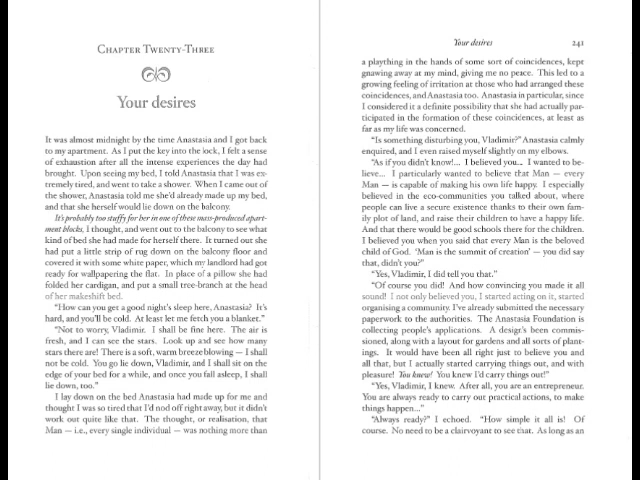 CHAPTER TWENTY-THREE
Your desires
It was almost midnight by the time Anastasia and I got back
to my apartment. As I put the key into the lock, I felt a sense
of exhaustion after all the intense experiences the day had
brought. Upon seeing my bed, I told Anastasia that I was ex-
tremely tired, and went to take a shower. When I came out of
the shower, Anastasia told me she'd already made up my bed,
and that she herself would lie down on the balcony.
It's probably too stuffy for her in one of these mass-produced apart-
ment blocks, I thought, and went out to the balcony to see what
kind of bed she had made for herself there. It turned out she
had put a little strip of rug down on the balcony floor and
covered it with some white paper, which my landlord had got
ready for wallpapering the flat. In place of a pillow she had
folded her cardigan, and put a small tree-branch at the head
of her makeshift bed.
"How can you get a good night's sleep here, Anastasia? It's
hard, and you'll be cold. At least let me fetch you a blanket."
"Not to worry, Vladimir. I shall be fine here. The air is
fresh, and I can see the stars. Look up and see how many
stars there are! There is a soft, warm breeze blowing — I shall
not be cold. You go lie down, Vladimir, and I shall sit on the
edge of your bed for a while, and once you fall asleep, I shall
lie down, too."
I lay down on the bed Anastasia had made up for me and
thought I was so tired that I'd nod off right away, but it didn't
work out quite like that. The thought, or realisation, that
Man — i.e., every single individual — was nothing more than
Your desires 241
a plaything in the hands of some sort of coincidences, kept
gnawing away at my mind, giving me no peace. This led to a
growing feeling of irritation at those who had arranged these
coincidences, and Anastasia too. Anastasia in particular, since
I considered it a definite possibility that she had actually par-
ticipated in the formation of these coincidences, at least as
far as my life was concerned.
"Is something disturbing you, Vladimir?" Anastasia calmly
enquired, and I even raised myself slightly on my elbows.
"As if you didn't know!... I believed you... I wanted to be-
lieve... I particularly wanted to believe that Man — every
Man — is capable of making his own life happy. I especially
believed in the eco-communities you talked about, where
people can live a secure existence thanks to their own fam-
ily plot of land, and raise their children to have a happy life.
And that there would be good schools there for the children.
I believed you when you said that every Man is the beloved
child of God. 'Man is the summit of creation' — you did say
that, didn't you?"
"Yes, Vladimir, I did tell you that."
"Of course you did! And how convincing you made it all
sound! I not only believed you, I started acting on it, started
organising a community. I've already submitted the necessary
paperwork to the authorities. The Anastasia Foundation is
collecting people's applications. A design's been commis-
sioned, along with a layout for gardens and all sorts of plant-
ings. It would have been all right just to believe you and
all that, but I actually started carrying things out, and with
pleasure! You knew! You knew I'd carry things out!"
"Yes, Vladimir, I knew. After all, you are an entrepreneur.
You are always ready to carry out practical actions, to make
things happen..."
"Always ready?" I echoed. "How simple it all is! Of
course. No need to be a clairvoyant to see that. As long as an